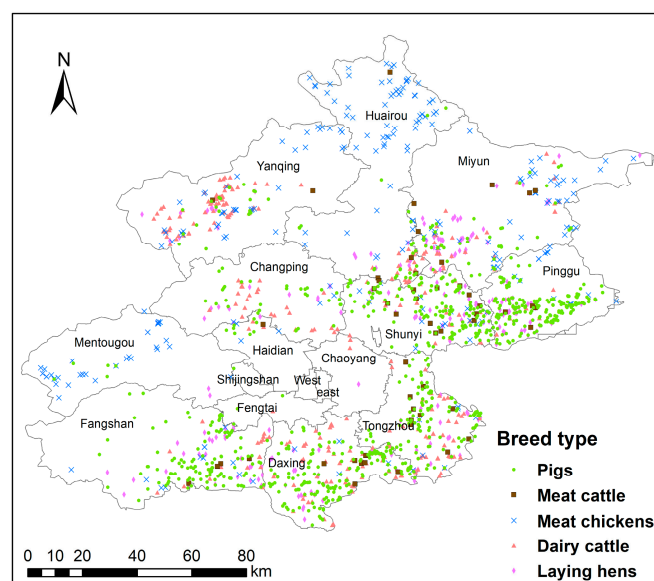 N
Huairou
Miyun
Yanqing
Changping
Pinggu
Shunyi
Mentougou
Haidian
Chaoyang
Shijingshan
West
east
Fengtai
Fangshan
Tongzhou
Daxing
Breed type
Pigs
Meat cattle
Meat chickens
Dairy cattle
Laying hens
0 10 20 40 60 80
km